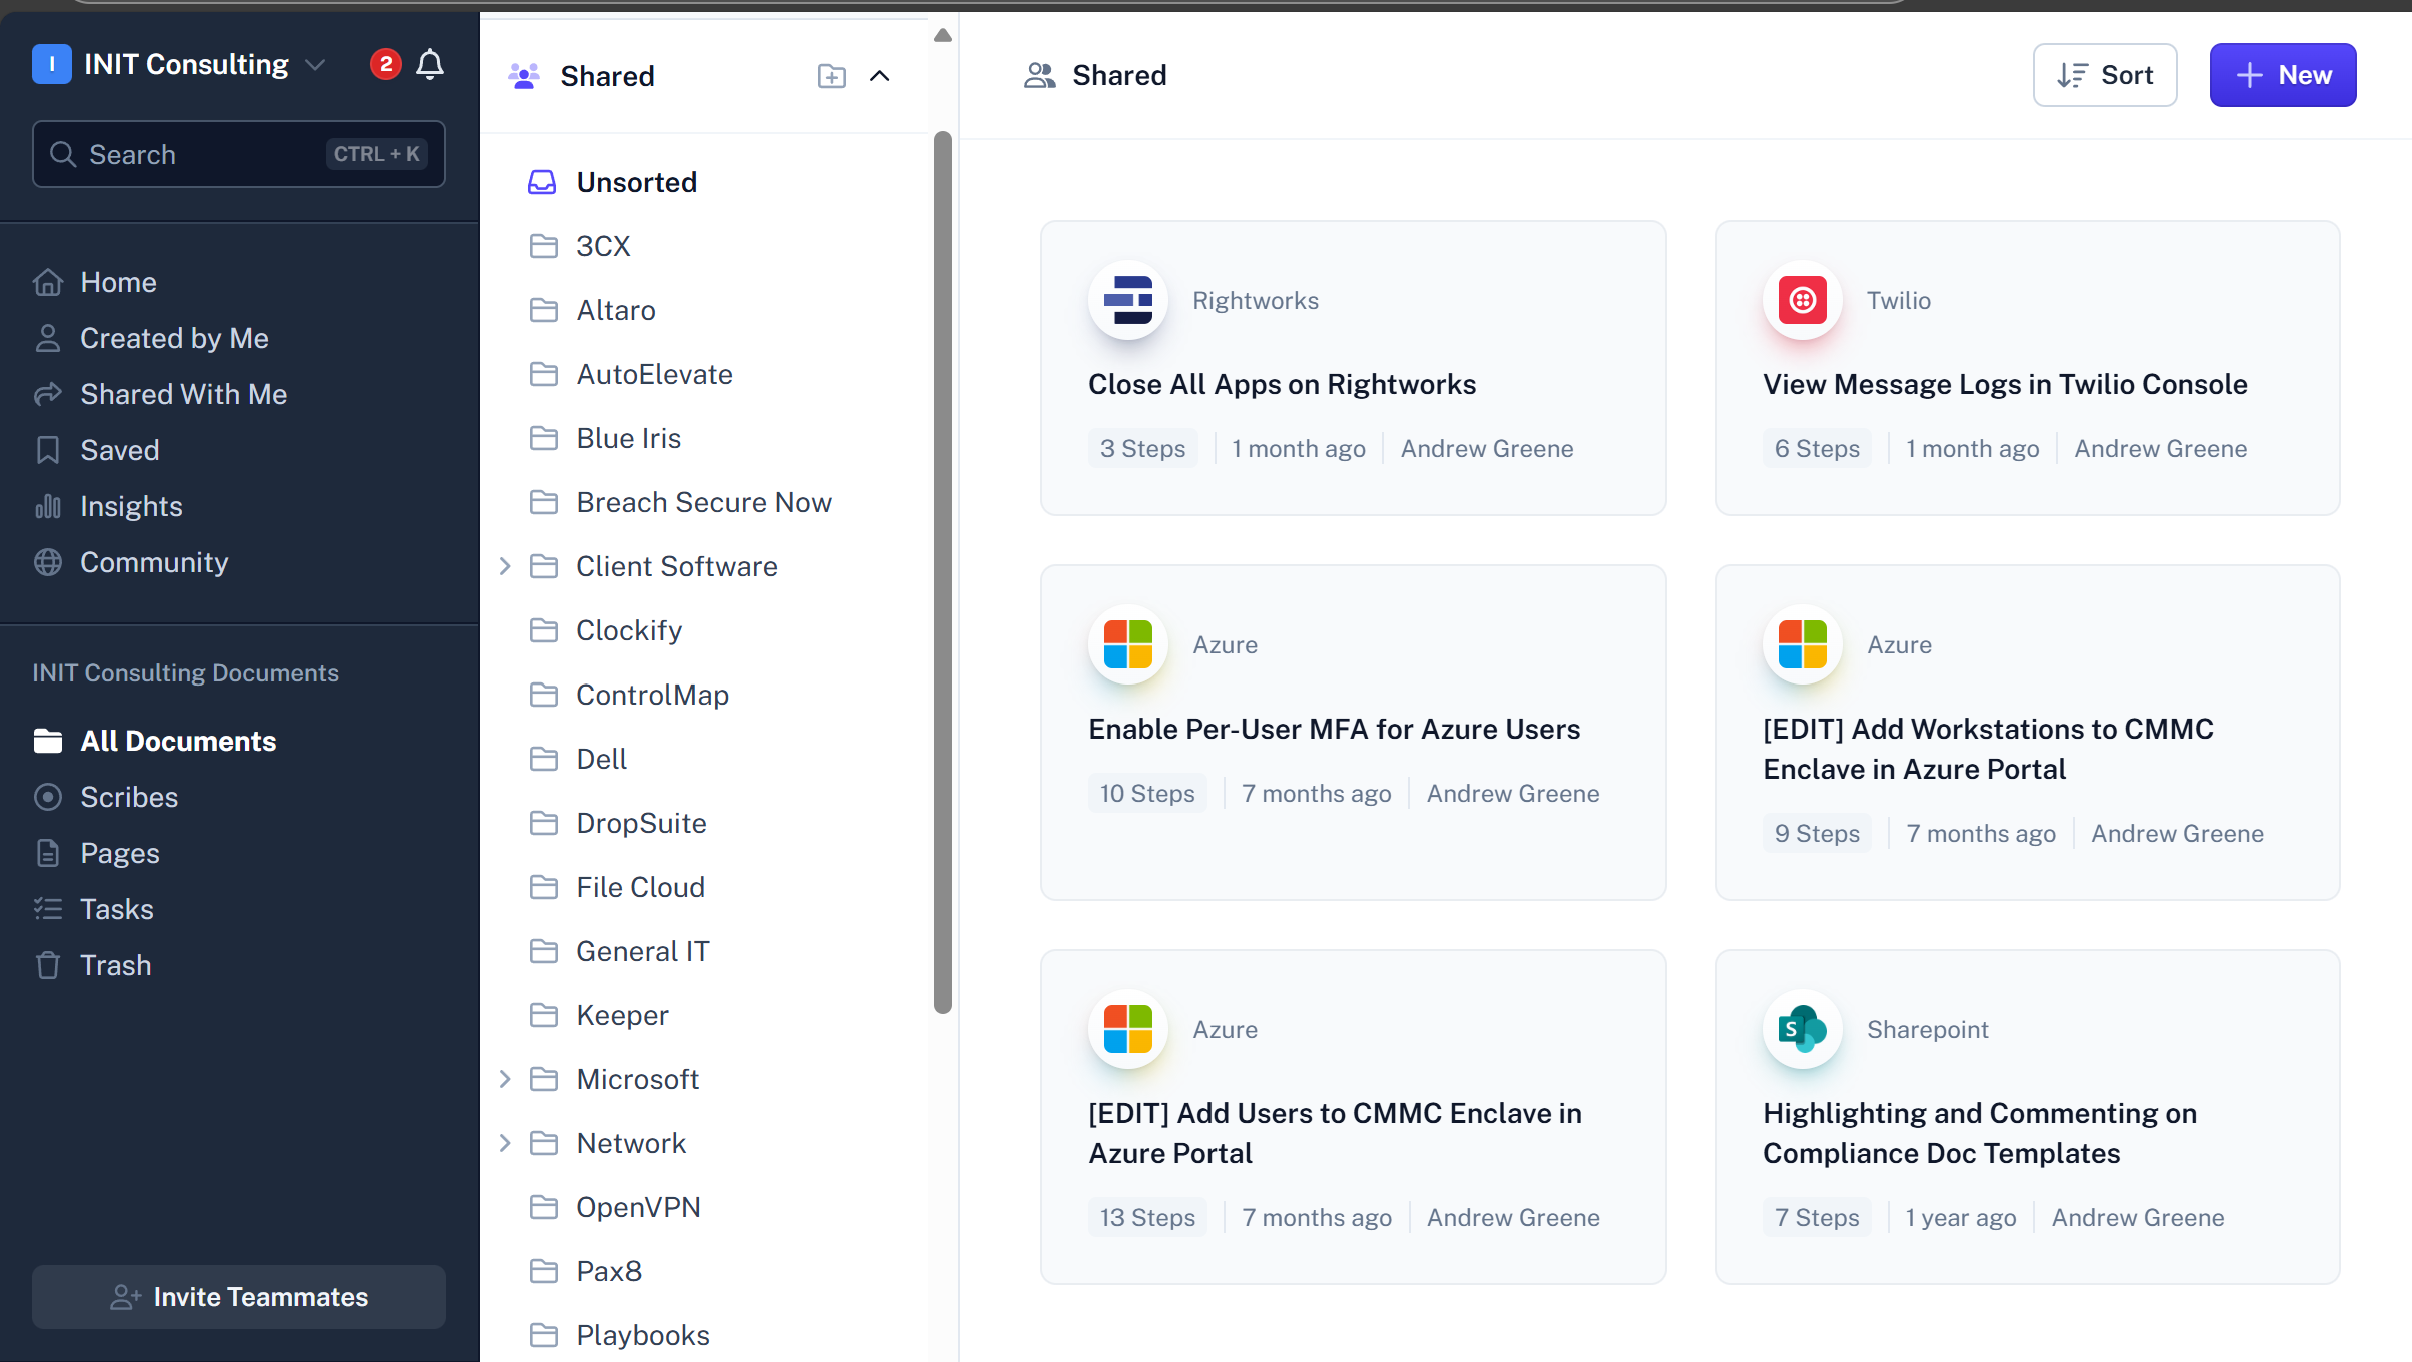 I INIT Consulting 2
Search CTRL + K
Home
Created by Me
Shared With Me
Saved
Insights
Community
INIT Consulting Documents
All Documents
Scribes
Pages
Tasks
Trash
Invite Teammates
Shared
Unsorted
3CX
Altaro
AutoElevate
Blue Iris
Breach Secure Now
Client Software
Clockify
ControlMap
Dell
DropSuite
File Cloud
General IT
Keeper
Microsoft
Network
OpenVPN
Pax8
Playbooks
Shared
Sort
New
Rightworks
Close All Apps on Rightworks
3 Steps 1 month ago Andrew Greene
Twilio
View Message Logs in Twilio Console
6 Steps 1 month ago Andrew Greene
Azure
Enable Per-User MFA for Azure Users
10 Steps 7 months ago Andrew Greene
Azure
[EDIT] Add Workstations to CMMC
Enclave in Azure Portal
9 Steps 7 months ago Andrew Greene
Azure
[EDIT] Add Users to CMMC Enclave in
Azure Portal
13 Steps 7 months ago Andrew Greene
S Sharepoint
Highlighting and Commenting on
Compliance Doc Templates
7 Steps 1 year ago Andrew Greene